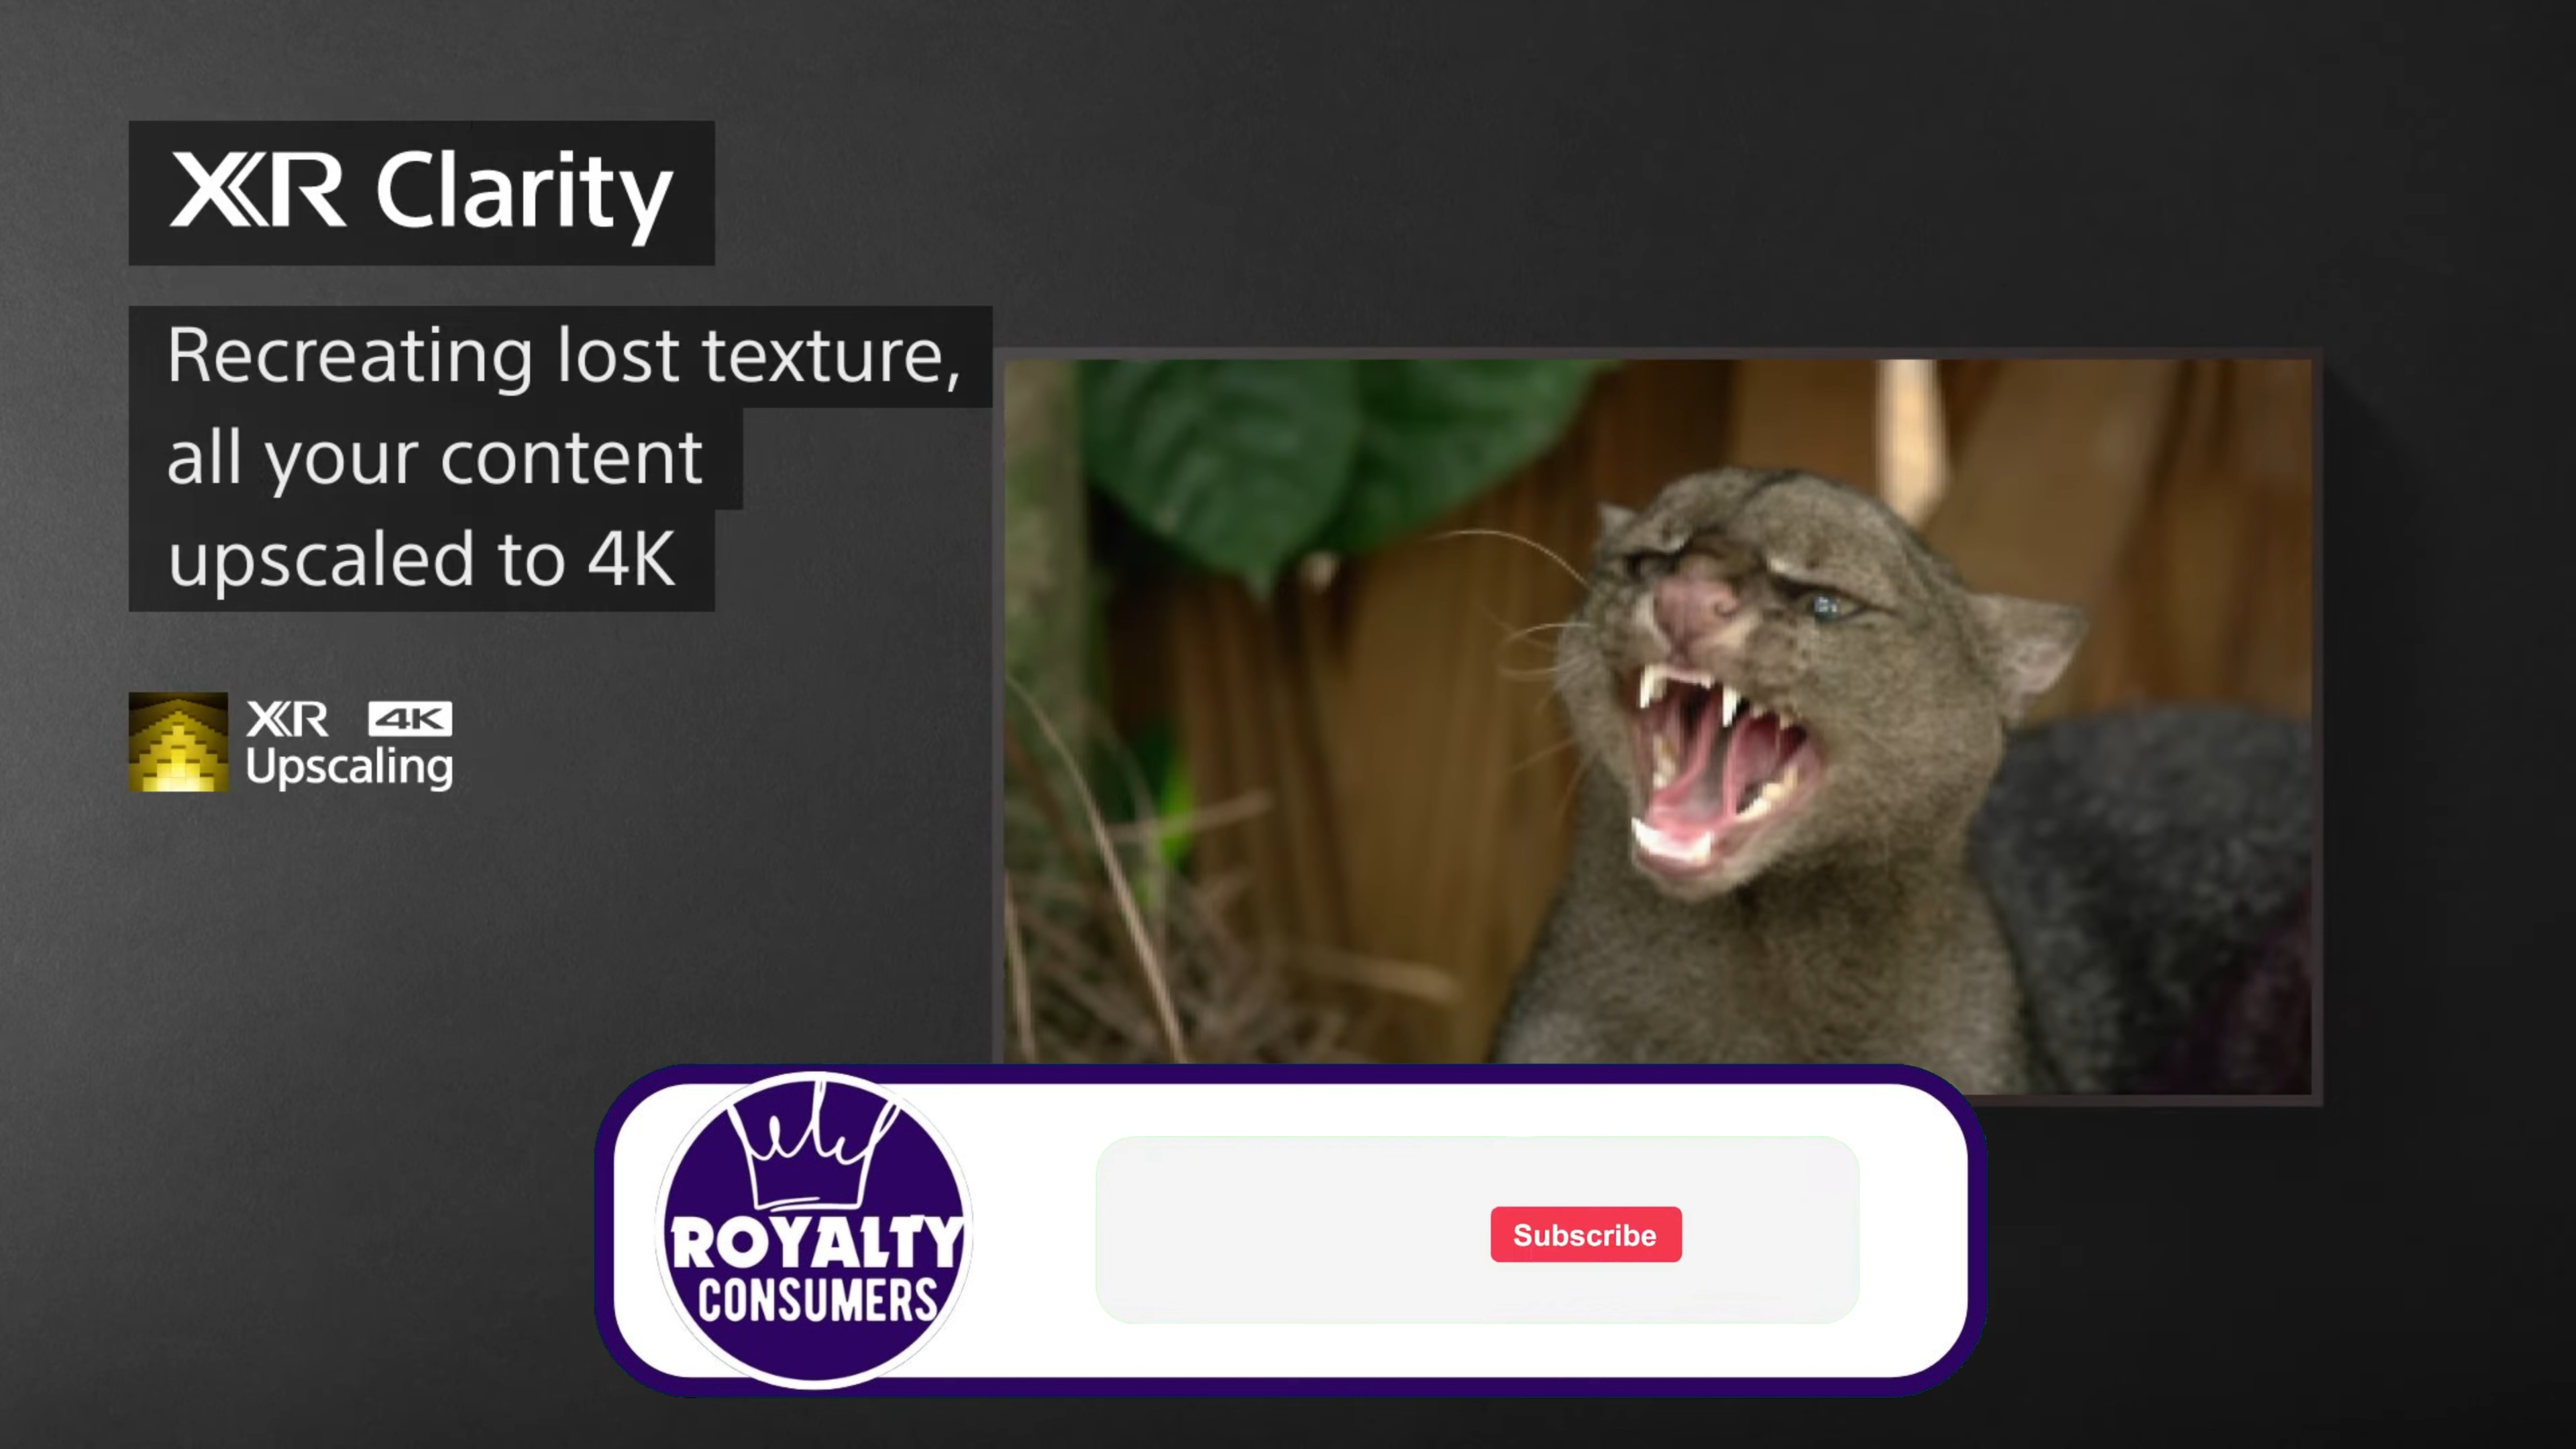 XR Clarity
Recreating lost texture,
all your content
upscaled to 4K
XR 4K
Upscaling
ROYALTY
CONSUMERS
Subscribe